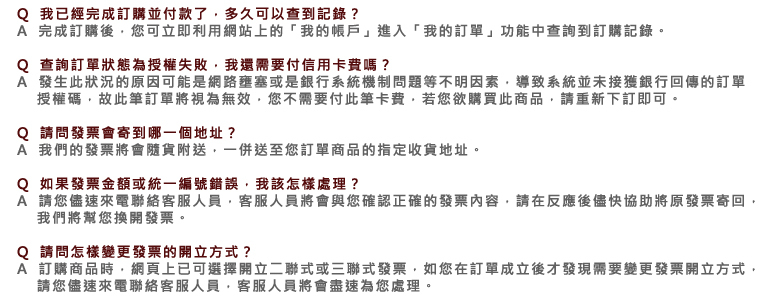 Q 我已經完成訂購並付款了，多久可以查到記錄？
A 完成訂購後，您可立即利用網站上的「我的帳戶」進入「我的訂單」功能中查詢到訂購記錄。
Q 查詢訂單狀態為授權失敗，我還需要付信用卡費嗎？
A 發生此狀況的原因可能是網路壅塞或是銀行系統機制問題等不明因素，導致系統並未接獲銀行回傳的訂單
授權碼，故此筆訂單將視為無效，您不需要付此筆卡費，若您欲購買此商品，請重新下訂即可。
Q 請問發票會寄到哪一個地址？
A 我們的發票將會隨貨附送，一併送至您訂單商品的指定收貨地址。
Q 如果發票金額或統一編號錯誤，我該怎樣處理？
A 請您儘速來電聯絡客服人員，客服人員將會與您確認正確的發票內容，請在反應後儘快協助將原發票寄回，
我們將幫您換開發票。
Q 請問怎樣變更發票的開立方式？
A 訂購商品時，網頁上已可選擇開立二聯式或三聯式發票，如您在訂單成立後才發現需要變更發票開立方式，
請您儘速來電聯絡客服人員，客服人員將會盡速為您處理。